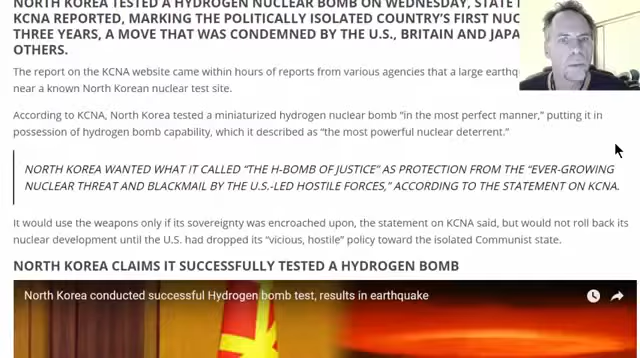 NORTH KOREA TESTED A HYDROGEN NUCLEAR BOMB ON WEDNESDAY, STATE
KCNA REPORTED, MARKING THE POLITICALLY ISOLATED COUNTRY'S FIRST
THREE YEARS, A MOVE THAT WAS CONDEMNED BY THE U.S., BRITAIN AND
OTHERS.
The report on the KCNA website came within hours of reports from various agencies that a large
near a known North Korean nuclear test site.
According to KCNA, North Korea tested a miniaturized hydrogen nuclear bomb “in the most perfect manner,” putting it in
possession of hydrogen bomb capability, which it described as “the most powerful nuclear deterrent.”
NORTH KOREA WANTED WHAT IT CALLED “THE H-BOMB OF JUSTICE” AS PROTECTION FROM THE “EVER-GROWING
NUCLEAR THREAT AND BLACKMAIL BY THE U.S.-LED HOSTILE FORCES,” ACCORDING TO THE STATEMENT ON KCNA.
It would use the weapons only if its sovereignty was encroached upon, the statement on KCNA said, but would not roll back its
nuclear development until the U.S. had dropped its “vicious, hostile” policy toward the isolated Communist state.
NORTH KOREA CLAIMS IT SUCCESSFULLY TESTED A HYDROGEN BOMB
North Korea conducted successful Hydrogen bomb test, results in earthquake